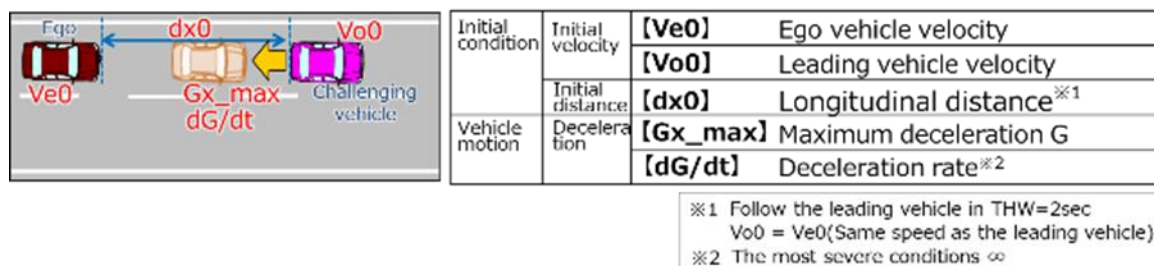 Ego
dx0
Vo0
Ve0
Gx_max
dG/dt
Challenging
vehicle
Initial
condition
Initial
velocity
【Ve0】 Ego vehicle velocity
【Vo0】 Leading vehicle velocity
Initial
distance
【dx0】 Longitudinal distance※1
Vehicle
motion
Decelera
tion
【Gx_max】 Maximum deceleration G
【dG/dt】 Deceleration rate※2
※1 Follow the leading vehicle in THW=2sec
Vo0 = Ve0(Same speed as the leading vehicle)
※2 The most severe conditions ∞